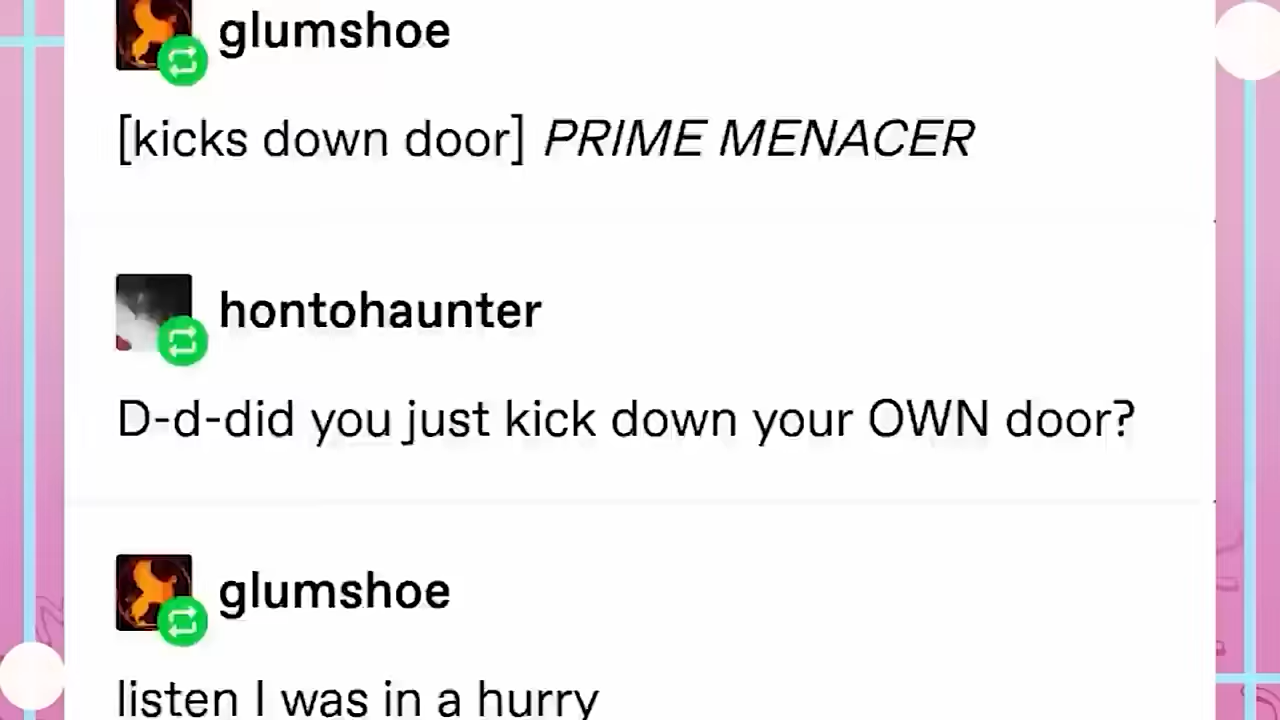 glumshoe
[kicks down door] PRIME MENACER
hontohaunter
D-d-did you just kick down your OWN door?
glumshoe
listen I was in a hurry